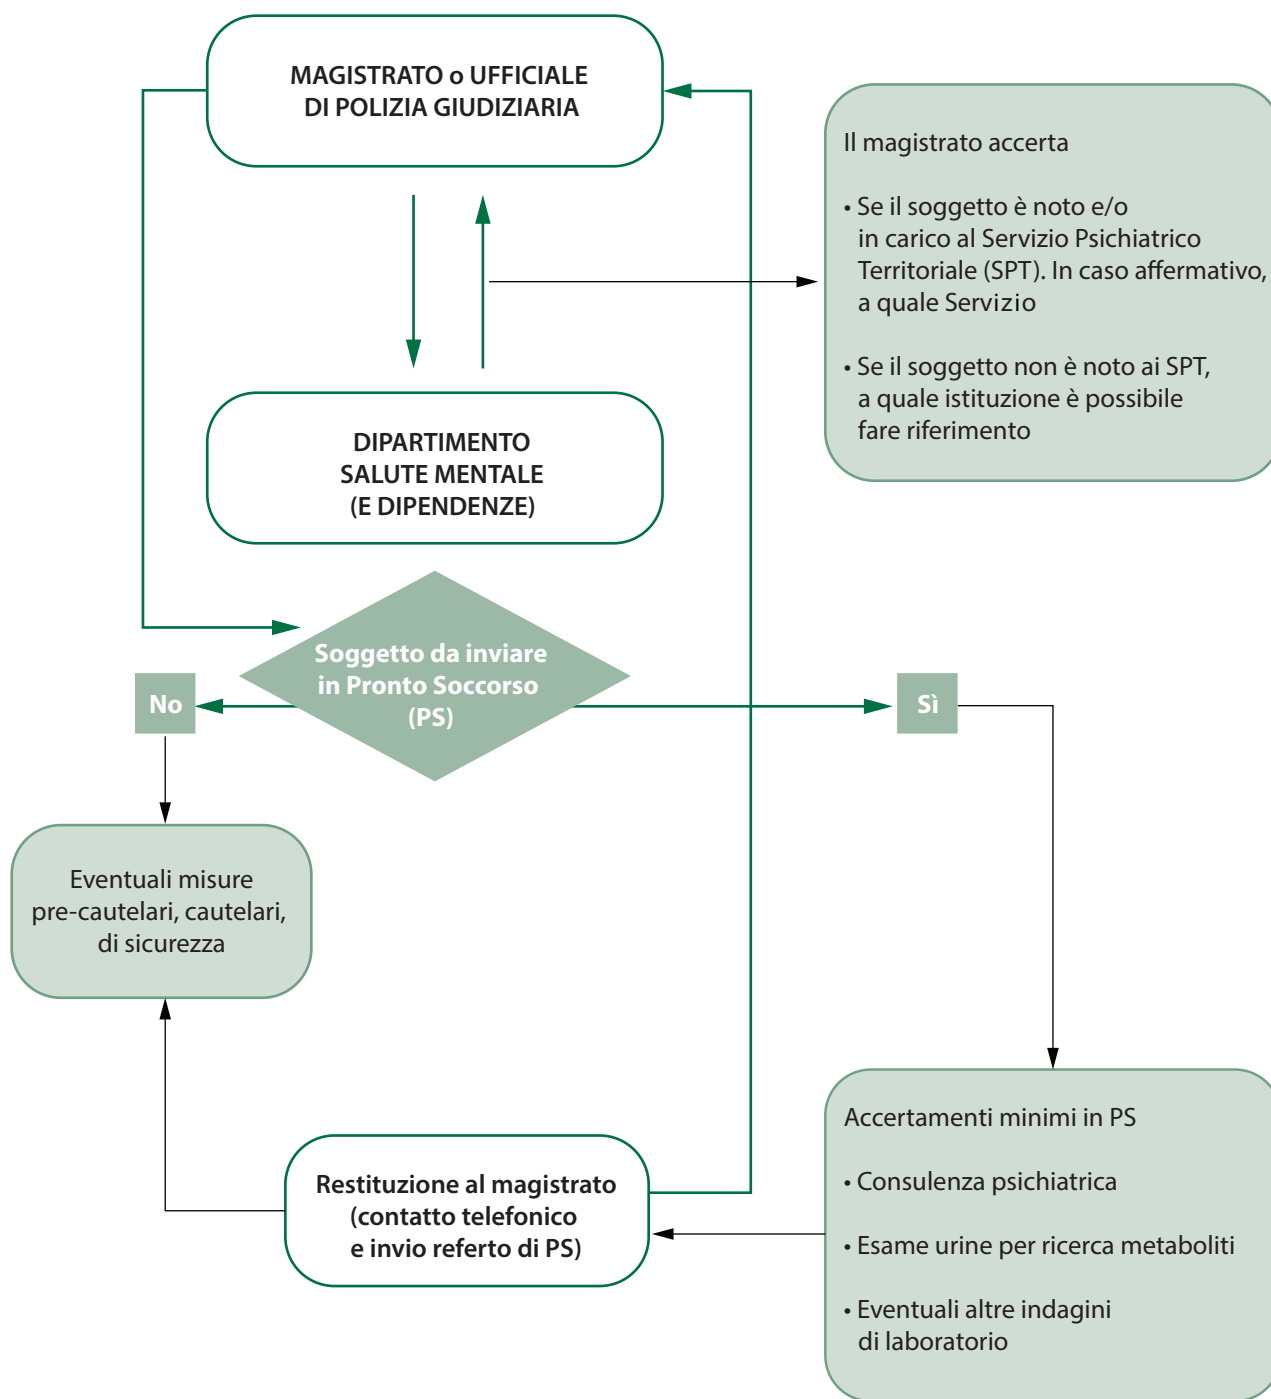 MAGISTRATO o UFFICIALE
DI POLIZIA GIUDIZIARIA
Il magistrato accerta
• Se il soggetto è noto e/o
in carico al Servizio Psichiatrico
Territoriale (SPT). In caso affermativo,
a quale Servizio
• Se il soggetto non è noto ai SPT,
a quale istituzione è possibile
fare riferimento
DIPARTIMENTO
SALUTE MENTALE
(E DIPENDENZE)
Soggetto da inviare
in Pronto Soccorso
(PS)
No
Sì
Eventuali misure
pre-cautelari, cautelari,
di sicurezza
Accertamenti minimi in PS
• Consulenza psichiatrica
• Esame urine per ricerca metaboliti
• Eventuali altre indagini
di laboratorio
Restituzione al magistrato
(contatto telefonico
e invio referto di PS)